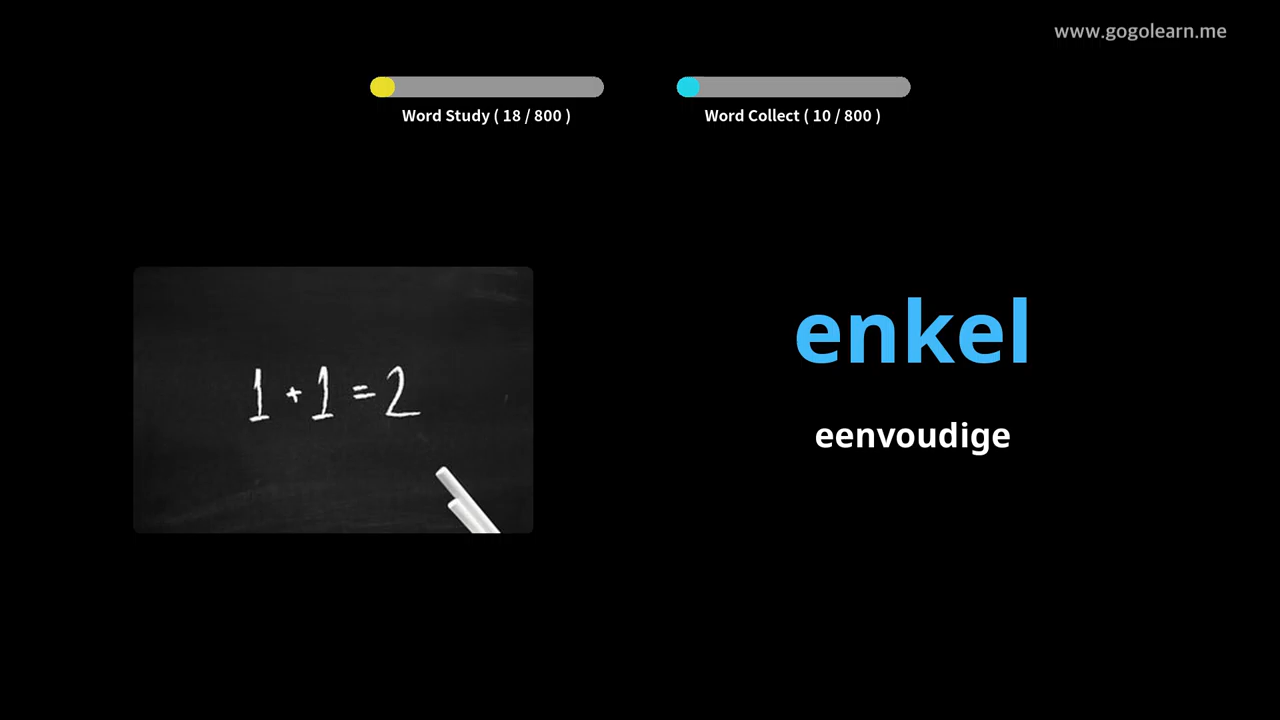 www.gogolearn.me
Word Study ( 18 / 800 )
Word Collect ( 10 / 800 )
1 + 1 = 2
enkel
eenvoudige